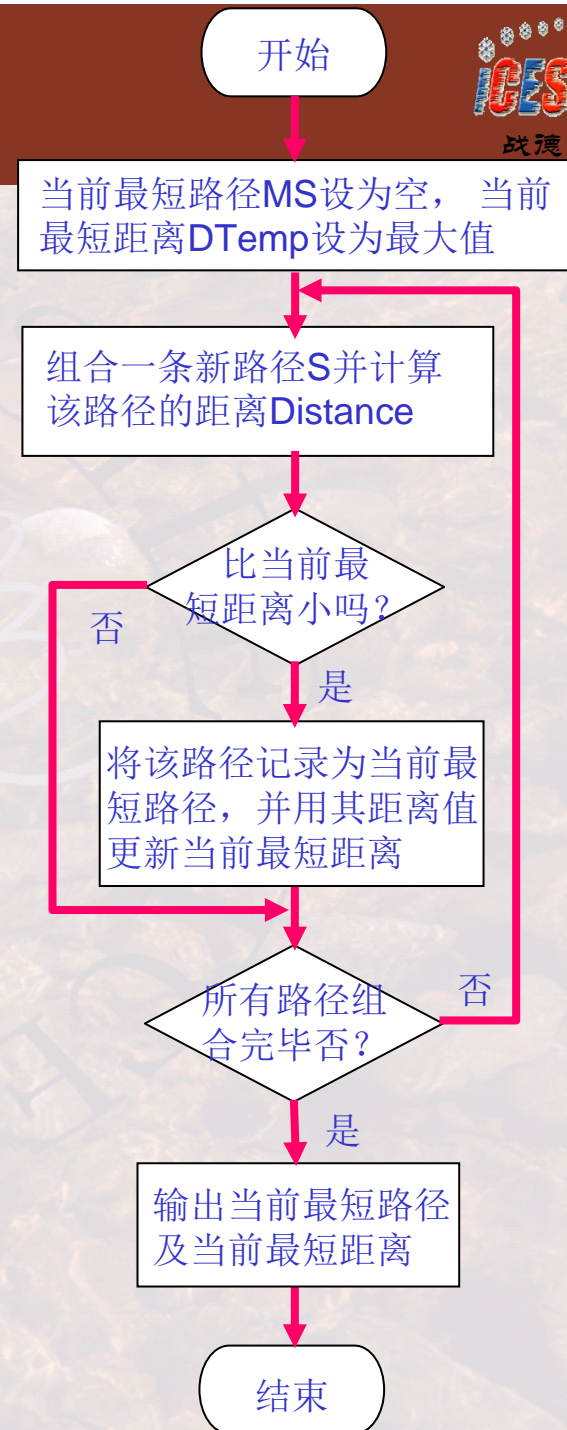 开始
ICES
战德
当前最短路径MS设为空， 当前
最短距离DTemp设为最大值
组合一条新路径S并计算
该路径的距离Distance
比当前最
短距离小吗？
否
是
将该路径记录为当前最
短路径，并用其距离值
更新当前最短距离
所有路径组
合完毕否？
否
是
输出当前最短路径
及当前最短距离
结束